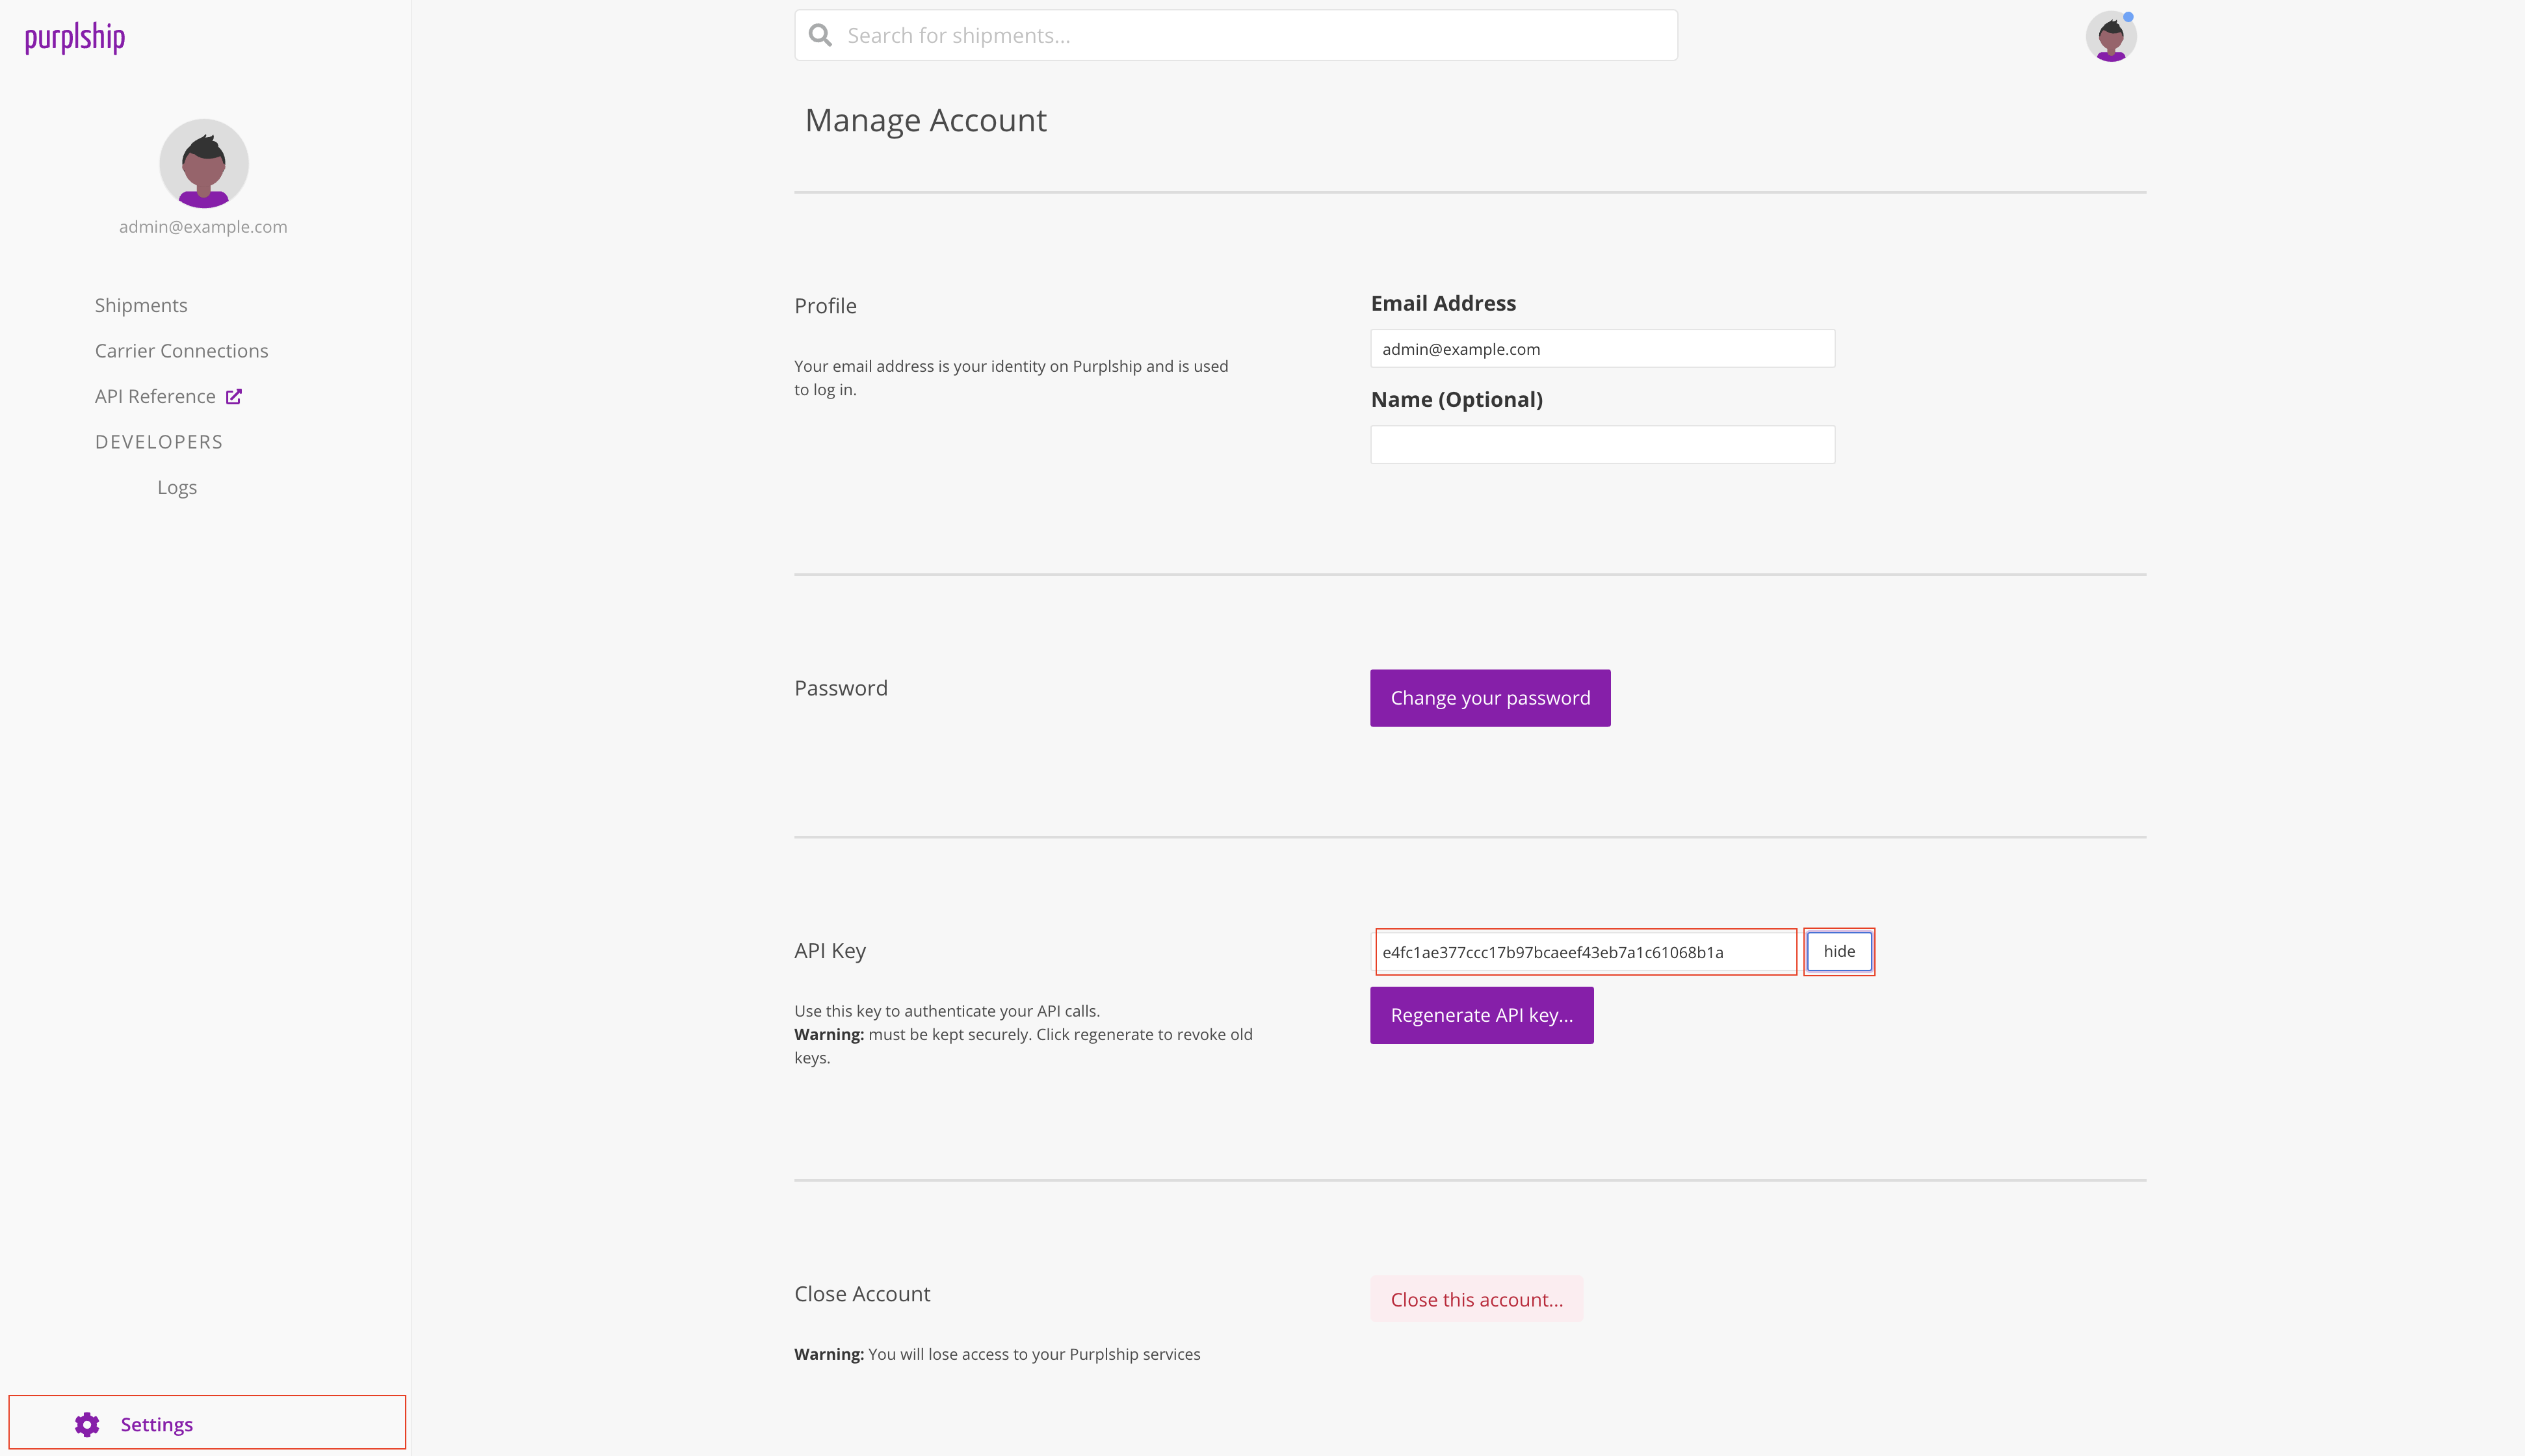 purplship
Search for shipments...
admin@example.com
Shipments
Carrier Connections
API Reference
DEVELOPERS
Logs
Settings
Manage Account
Profile
Your email address is your identity on Purplship and is used
to log in.
Email Address
admin@example.com
Name (Optional)
Password
Change your password
API Key
Use this key to authenticate your API calls.
Warning: must be kept securely. Click regenerate to revoke old
keys.
e4fc1ae377ccc17b97bcaeef43eb7a1c61068b1a
hide
Regenerate API key...
Close Account
Warning: You will lose access to your Purplship services
Close this account...